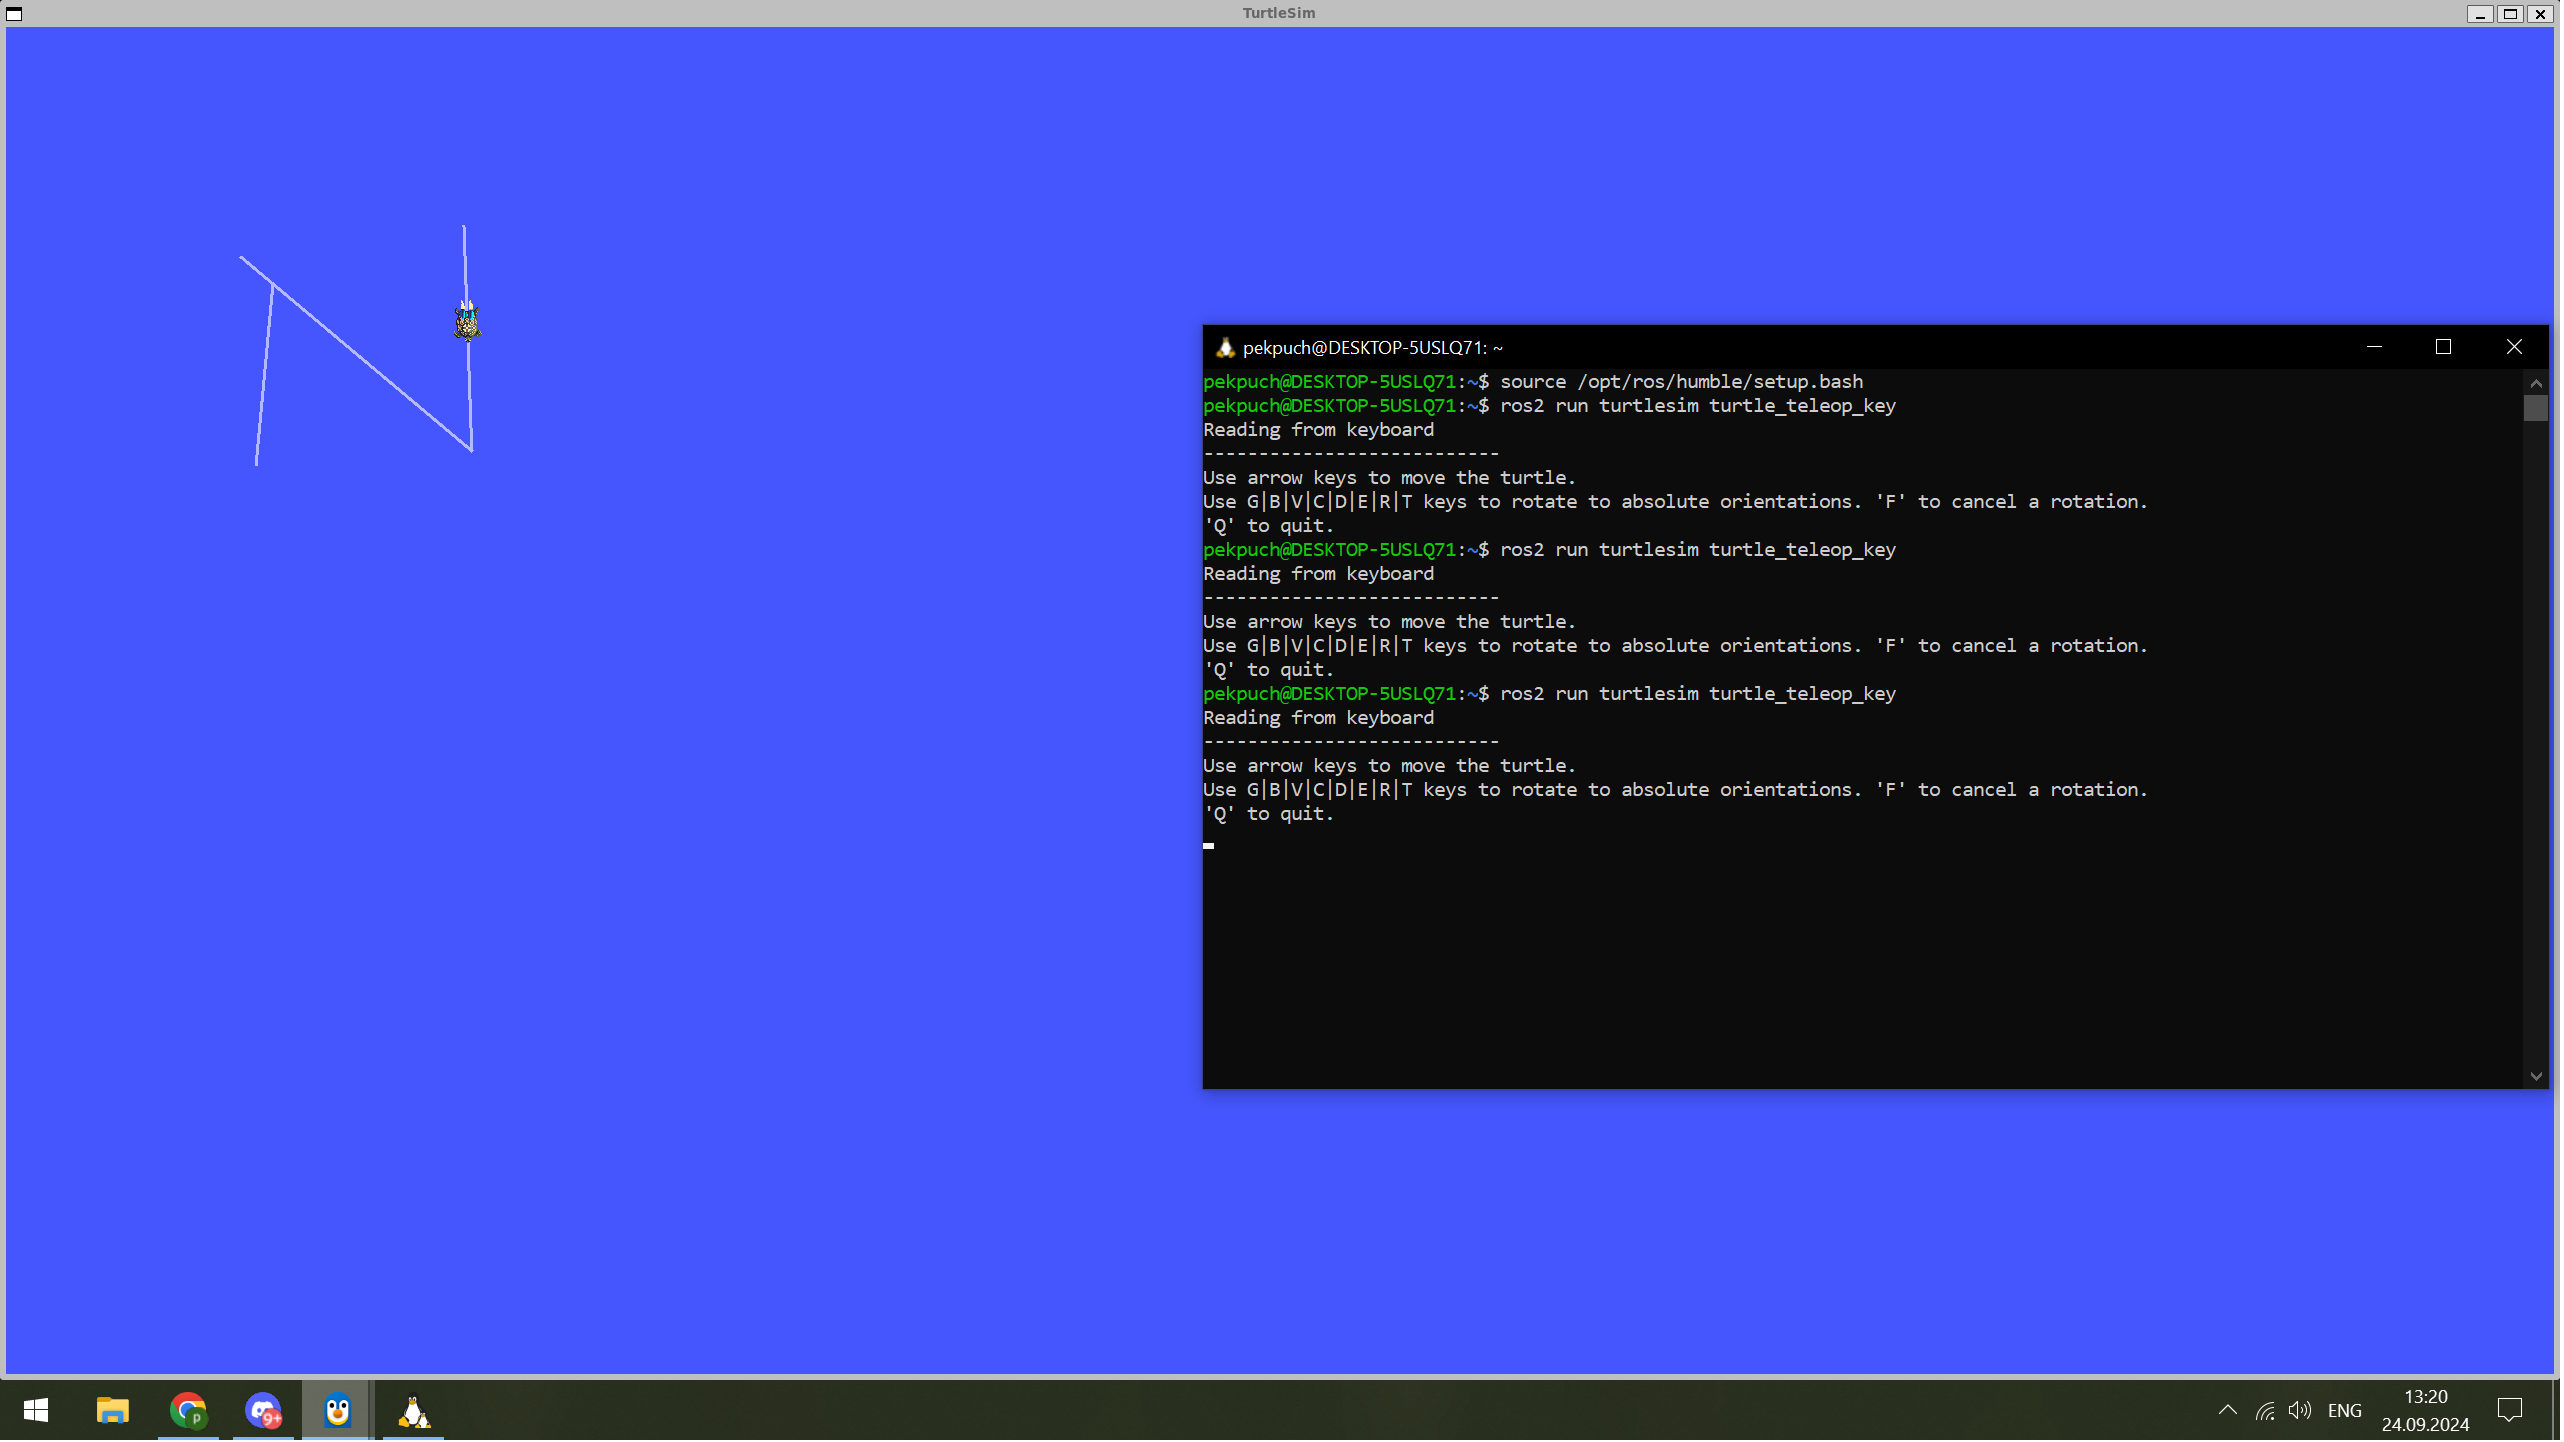 TurtleSim
pekpuch@DESKTOP-5USLQ71: ~
pekpuch@DESKTOP-5USLQ71:~$ source /opt/ros/humble/setup.bash
pekpuch@DESKTOP-5USLQ71:~$ ros2 run turtlesim turtle_teleop_key
Reading from keyboard
---------------------------
Use arrow keys to move the turtle.
Use G|B|V|C|D|E|R|T keys to rotate to absolute orientations. 'F' to cancel a rotation.
'Q' to quit.
pekpuch@DESKTOP-5USLQ71:~$ ros2 run turtlesim turtle_teleop_key
Reading from keyboard
---------------------------
Use arrow keys to move the turtle.
Use G|B|V|C|D|E|R|T keys to rotate to absolute orientations. 'F' to cancel a rotation.
'Q' to quit.
pekpuch@DESKTOP-5USLQ71:~$ ros2 run turtlesim turtle_teleop_key
Reading from keyboard
---------------------------
Use arrow keys to move the turtle.
Use G|B|V|C|D|E|R|T keys to rotate to absolute orientations. 'F' to cancel a rotation.
'Q' to quit.
p
9+
ENG
13:20
24.09.2024